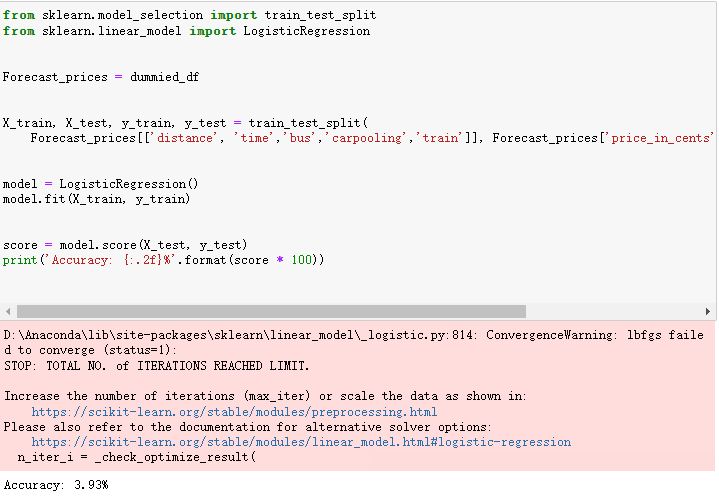 from sklearn.model_selection import train_test_split
from sklearn.linear_model import LogisticRegression
Forecast_prices = dummied_df
X_train, X_test, y_train, y_test = train_test_split(
    Forecast_prices[['distance', 'time','bus','carpooling','train']], Forecast_prices['price_in_cents'
model = LogisticRegression()
model.fit(X_train, y_train)
score = model.score(X_test, y_test)
print('Accuracy: {:.2f}%'.format(score * 100))
D:\Anaconda\lib\site-packages\sklearn\linear_model\_logistic.py:814: ConvergenceWarning: lbfgs faile
d to converge (status=1):
STOP: TOTAL NO. of ITERATIONS REACHED LIMIT.
Increase the number of iterations (max_iter) or scale the data as shown in:
    https://scikit-learn.org/stable/modules/preprocessing.html
Please also refer to the documentation for alternative solver options:
    https://scikit-learn.org/stable/modules/linear_model.html#logistic-regression
  n_iter_i = _check_optimize_result(
Accuracy: 3.93%